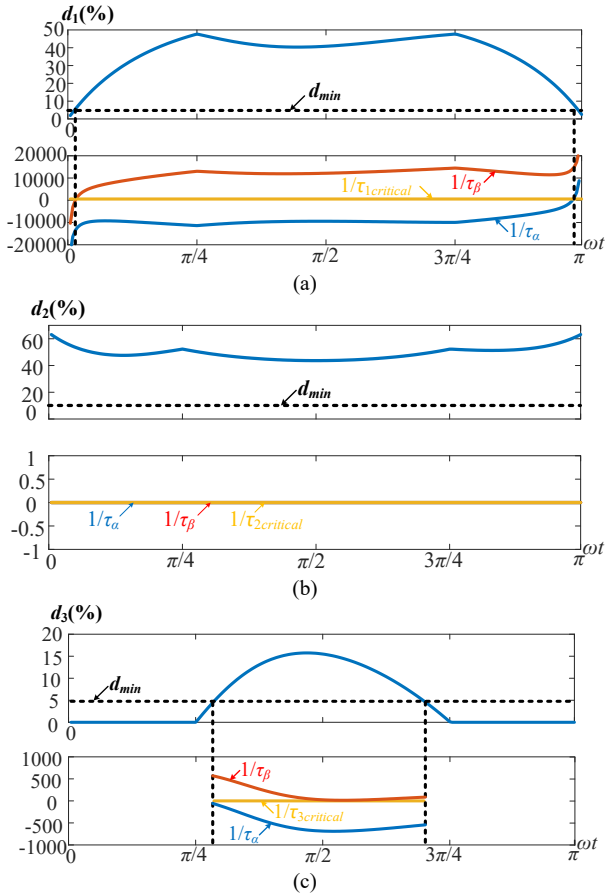 d1(%)
50
40
30
20
10
0
dmin
0
20000
10000
0
-10000
-20000
1/τ1critical
1/τβ
1/τα
0
π/4
π/2
3π/4
π
ωt
(a)
d2(%)
60
40
20
0
dmin
1
0.5
0
-0.5
-1
1/τα
1/τβ
1/τ2critical
0
π/4
π/2
3π/4
π
ωt
(b)
d3(%)
20
15
10
5
0
dmin
0
1000
500
0
-500
-1000
1/τβ
1/τ3critical
1/τα
0
π/4
π/2
3π/4
π
ωt
(c)